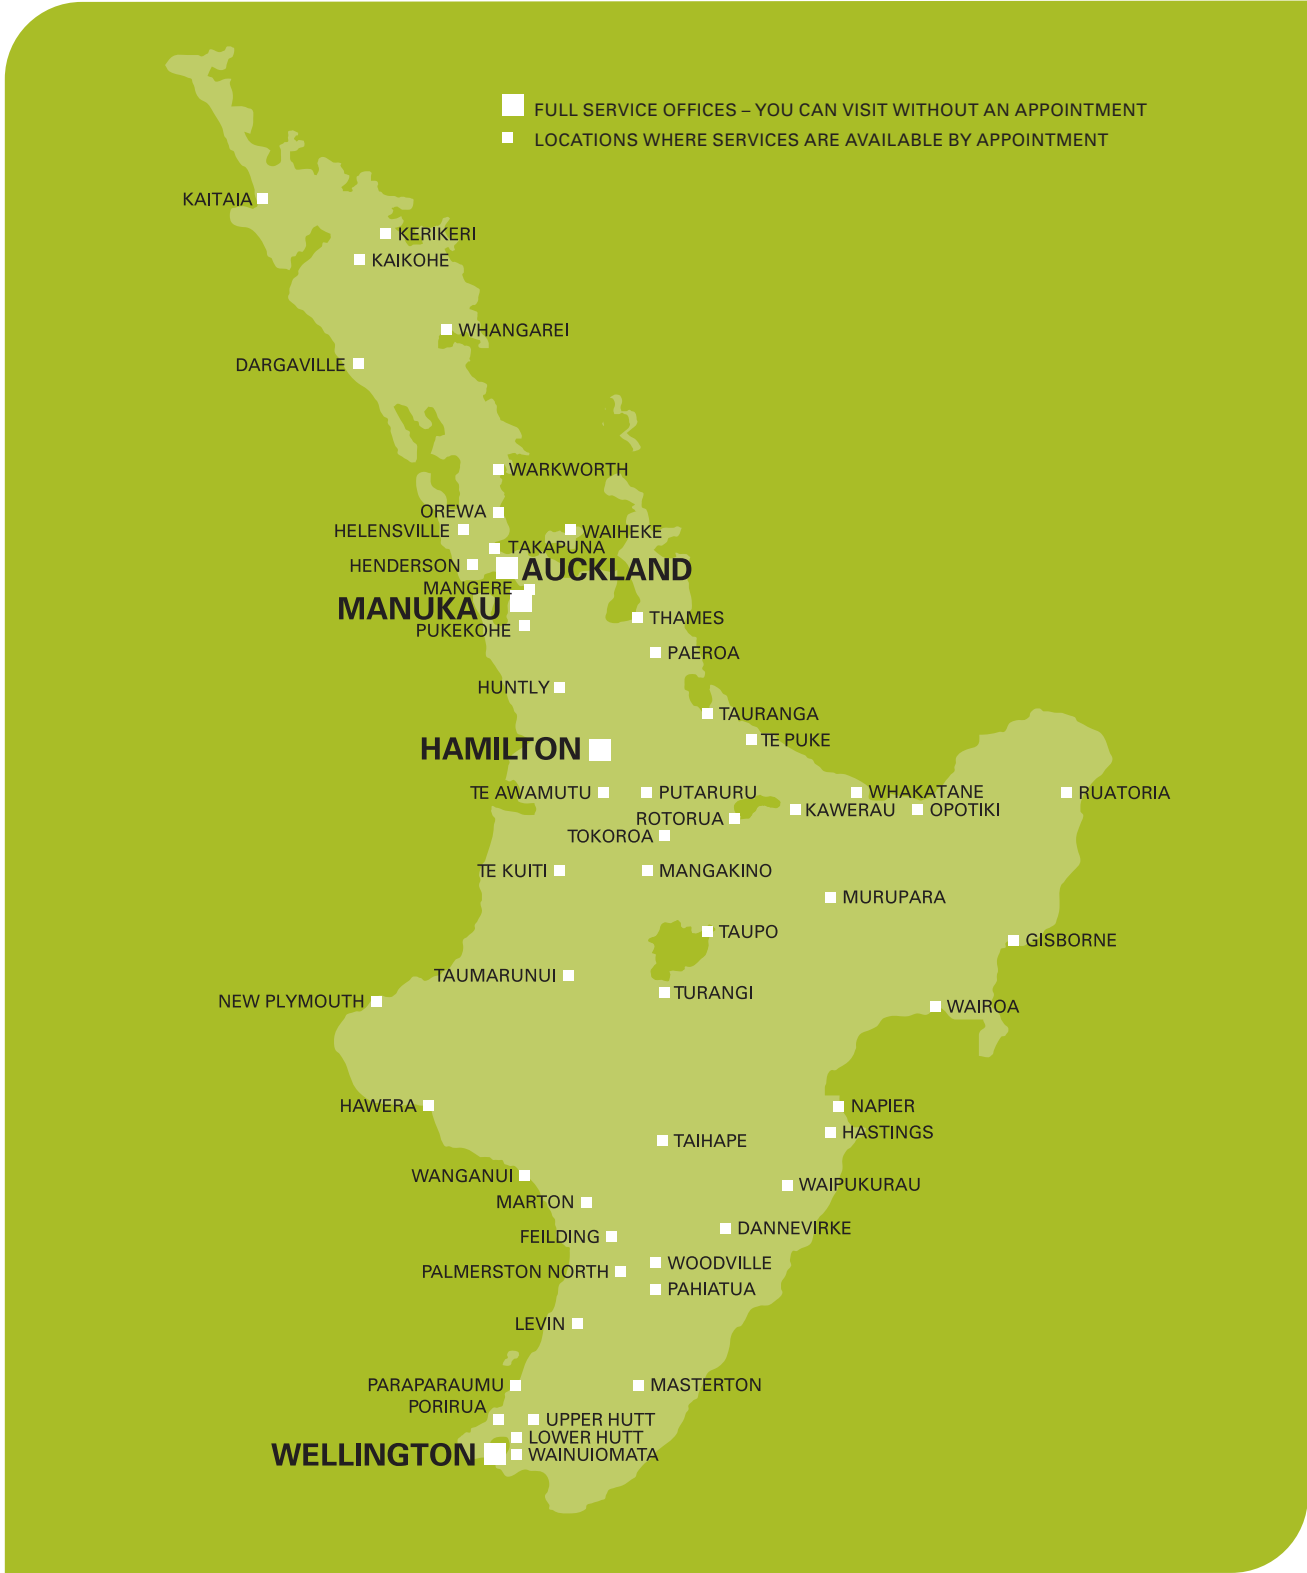 FULL SERVICE OFFICES – YOU CAN VISIT WITHOUT AN APPOINTMENT
LOCATIONS WHERE SERVICES ARE AVAILABLE BY APPOINTMENT
KAITAIA
KERIKERI
KAIKOHE
WHANGAREI
DARGAVILLE
WARKWORTH
OREWA
HELENSVILLE
WAIHEKE
TAKAPUNA
HENDERSON
AUCKLAND
MANGERE
MANUKAU
THAMES
PUKEKOHE
PAEROA
HUNTLY
TAURANGA
TE PUKE
HAMILTON
TE AWAMUTU
PUTARURU
WHAKATANE
RUATORIA
KAWERAU
OPOTIKI
ROTORUA
TOKOROA
TE KUITI
MANGAKINO
MURUPARA
TAUPO
GISBORNE
TAUMARUNUI
TURANGI
NEW PLYMOUTH
WAIROA
HAWERA
NAPIER
HASTINGS
TAIHAPE
WANGANUI
WAIPUKURAU
MARTON
DANNEVIRKE
FEILDING
WOODVILLE
PALMERSTON NORTH
PAHIATUA
LEVIN
PARAPARAUMU
MASTERTON
PORIRUA
UPPER HUTT
LOWER HUTT
WELLINGTON
WAINUIOMATA